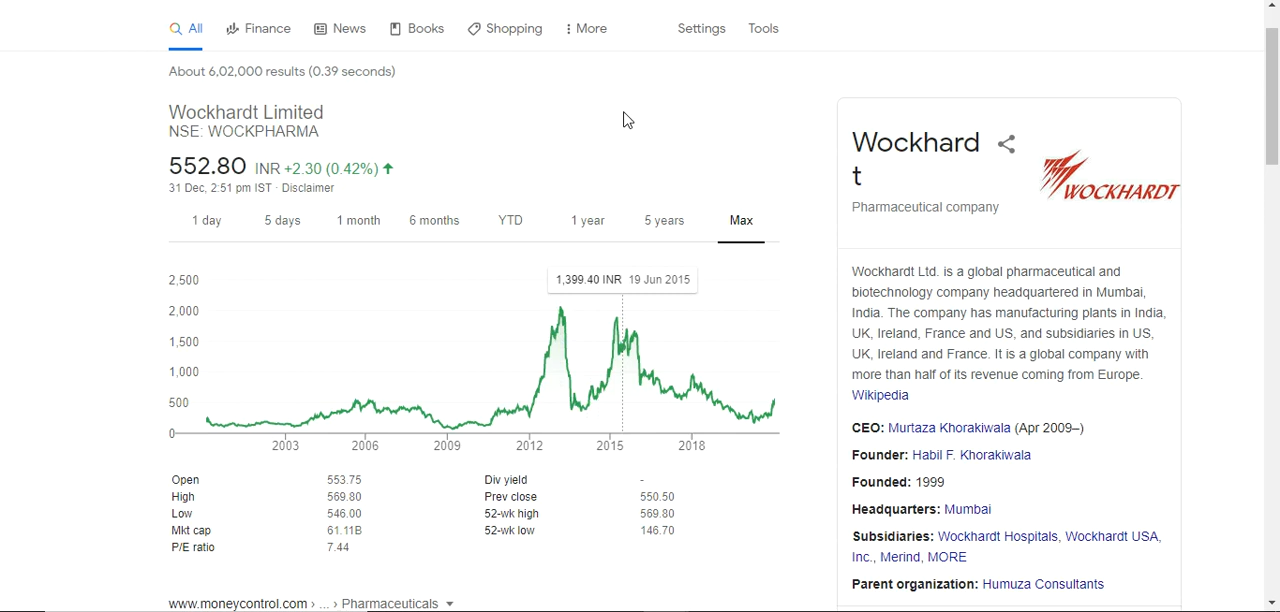 All Finance News Books Shopping More Settings Tools
About 6,02,000 results (0.39 seconds)
Wockhardt Limited
NSE: WOCKPHARMA
552.80 INR +2.30 (0.42%)
31 Dec, 2:51 pm IST · Disclaimer
1 day 5 days 1 month 6 months YTD 1 year 5 years Max
1,399.40 INR 19 Jun 2015
2,500
2,000
1,500
1,000
500
0
2003 2006 2009 2012 2015 2018
Open 553.75 Div yield -
High 569.80 Prev close 550.50
Low 546.00 52-wk high 569.80
Mkt cap 61.11B 52-wk low 146.70
P/E ratio 7.44
www.moneycontrol.com › ... › Pharmaceuticals
Wockhard
t
WOCKHARDT
Pharmaceutical company
Wockhardt Ltd. is a global pharmaceutical and
biotechnology company headquartered in Mumbai,
India. The company has manufacturing plants in India,
UK, Ireland, France and US, and subsidiaries in US,
UK, Ireland and France. It is a global company with
more than half of its revenue coming from Europe.
Wikipedia
CEO: Murtaza Khorakiwala (Apr 2009–)
Founder: Habil F. Khorakiwala
Founded: 1999
Headquarters: Mumbai
Subsidiaries: Wockhardt Hospitals, Wockhardt USA,
Inc., Merind, MORE
Parent organization: Humuza Consultants